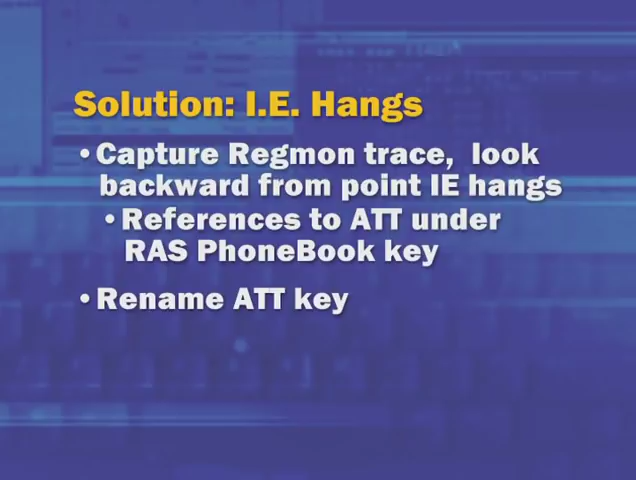 Solution: I.E. Hangs
•Capture Regmon trace, look
backward from point IE hangs
•References to ATT under
RAS PhoneBook key
•Rename ATT key